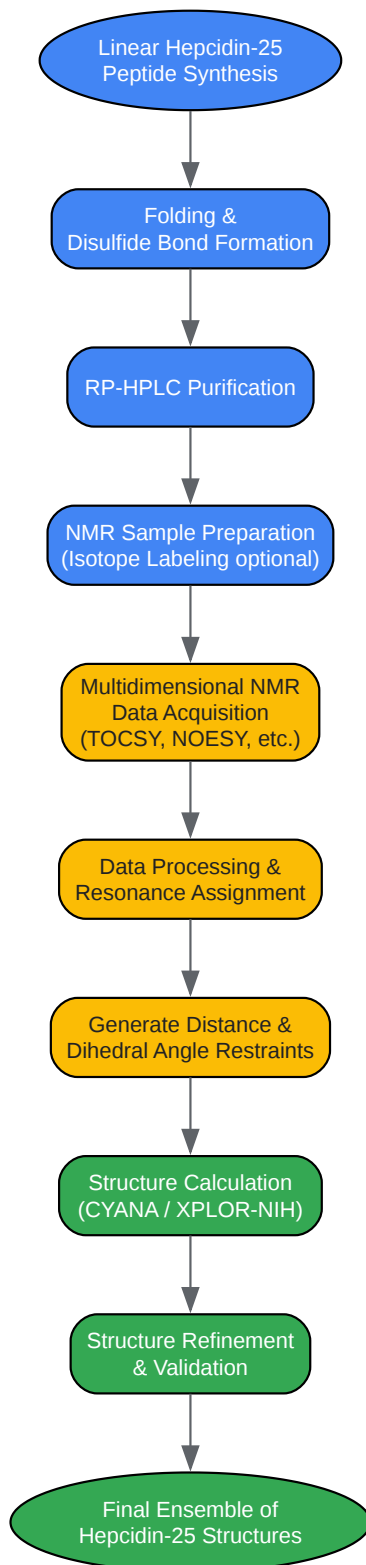 Linear Hepcidin-25
Peptide Synthesis
Folding &
Disulfide Bond Formation
RP-HPLC Purification
NMR Sample Preparation
(Isotope Labeling optional)
Multidimensional NMR
Data Acquisition
(TOCSY, NOESY, etc.)
Data Processing &
Resonance Assignment
Generate Distance &
Dihedral Angle Restraints
Structure Calculation
(CYANA / XPLOR-NIH)
Structure Refinement
& Validation
Final Ensemble of
Hepcidin-25 Structures